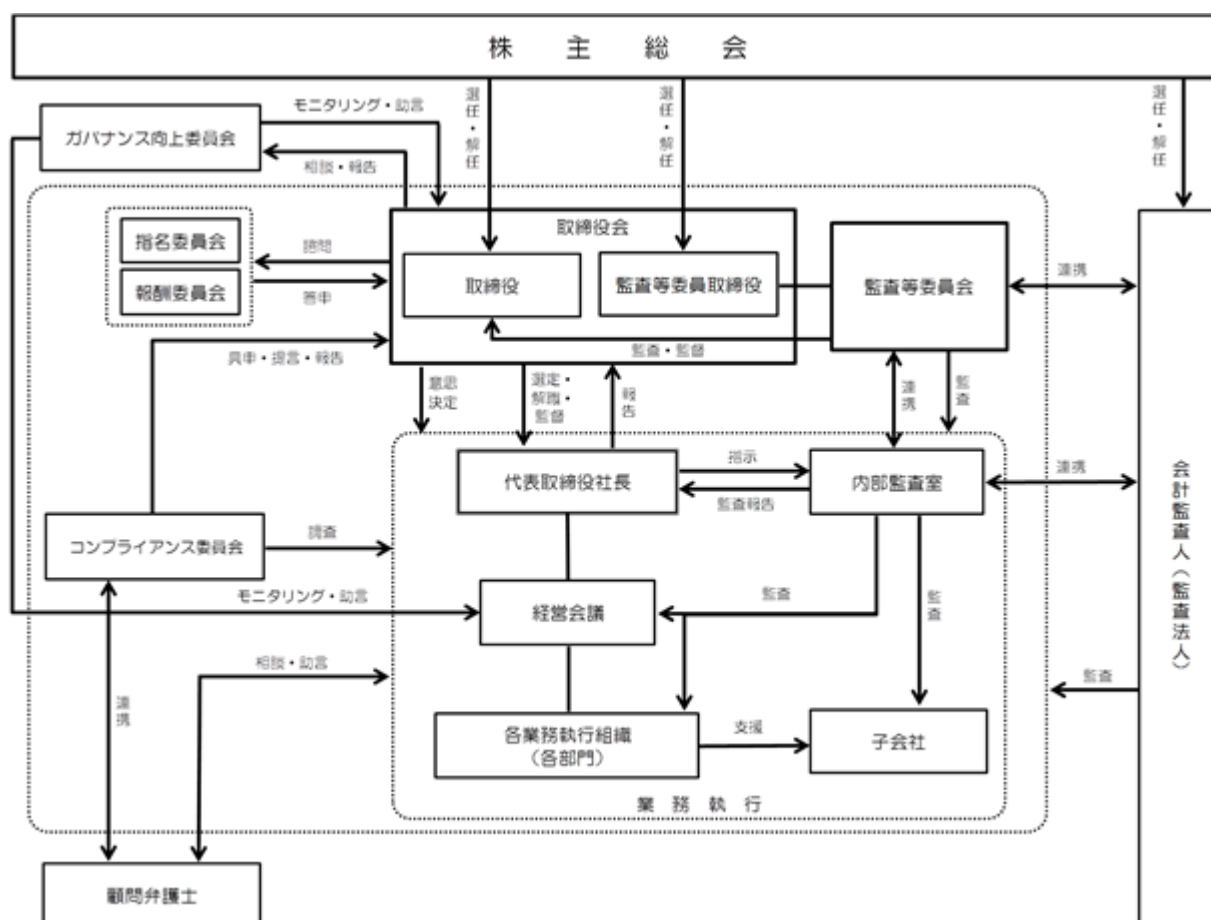 株主総会
モニタリング・助言
選任・解任
選任・解任
選任・解任
ガバナンス向上委員会
相談・報告
取締役会
指名委員会
諮問
報酬委員会
答申
取締役
監査等委員取締役
監査等委員会
連携
監査・監督
具申・提言・報告
意思
決定
選定・
解職・
監督
報告
連携
監査
代表取締役社長
指示
監査報告
内部監査室
連携
会計監査人（監査法人）
コンプライアンス委員会
調査
モニタリング・助言
経営会議
監査
監査
相談・助言
監査
連携
各業務執行組織
（各部門）
支援
子会社
業務執行
顧問弁護士